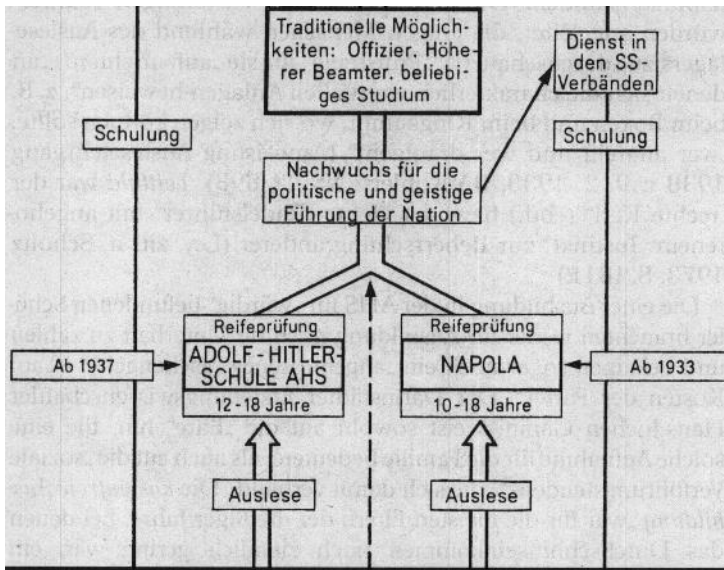 Traditionelle Möglich-
keiten: Offizier, Höhe-
rer Beamter, beliebi-
ges Studium
Dienst in
den SS-
Verbänden
Schulung
Schulung
Nachwuchs für die
politische und geistige
Führung der Nation
Reifeprüfung
Reifeprüfung
Ab 1937
ADOLF-HITLER-
SCHULE AHS
NAPOLA
Ab 1933
12-18 Jahre
10-18 Jahre
Auslese
Auslese